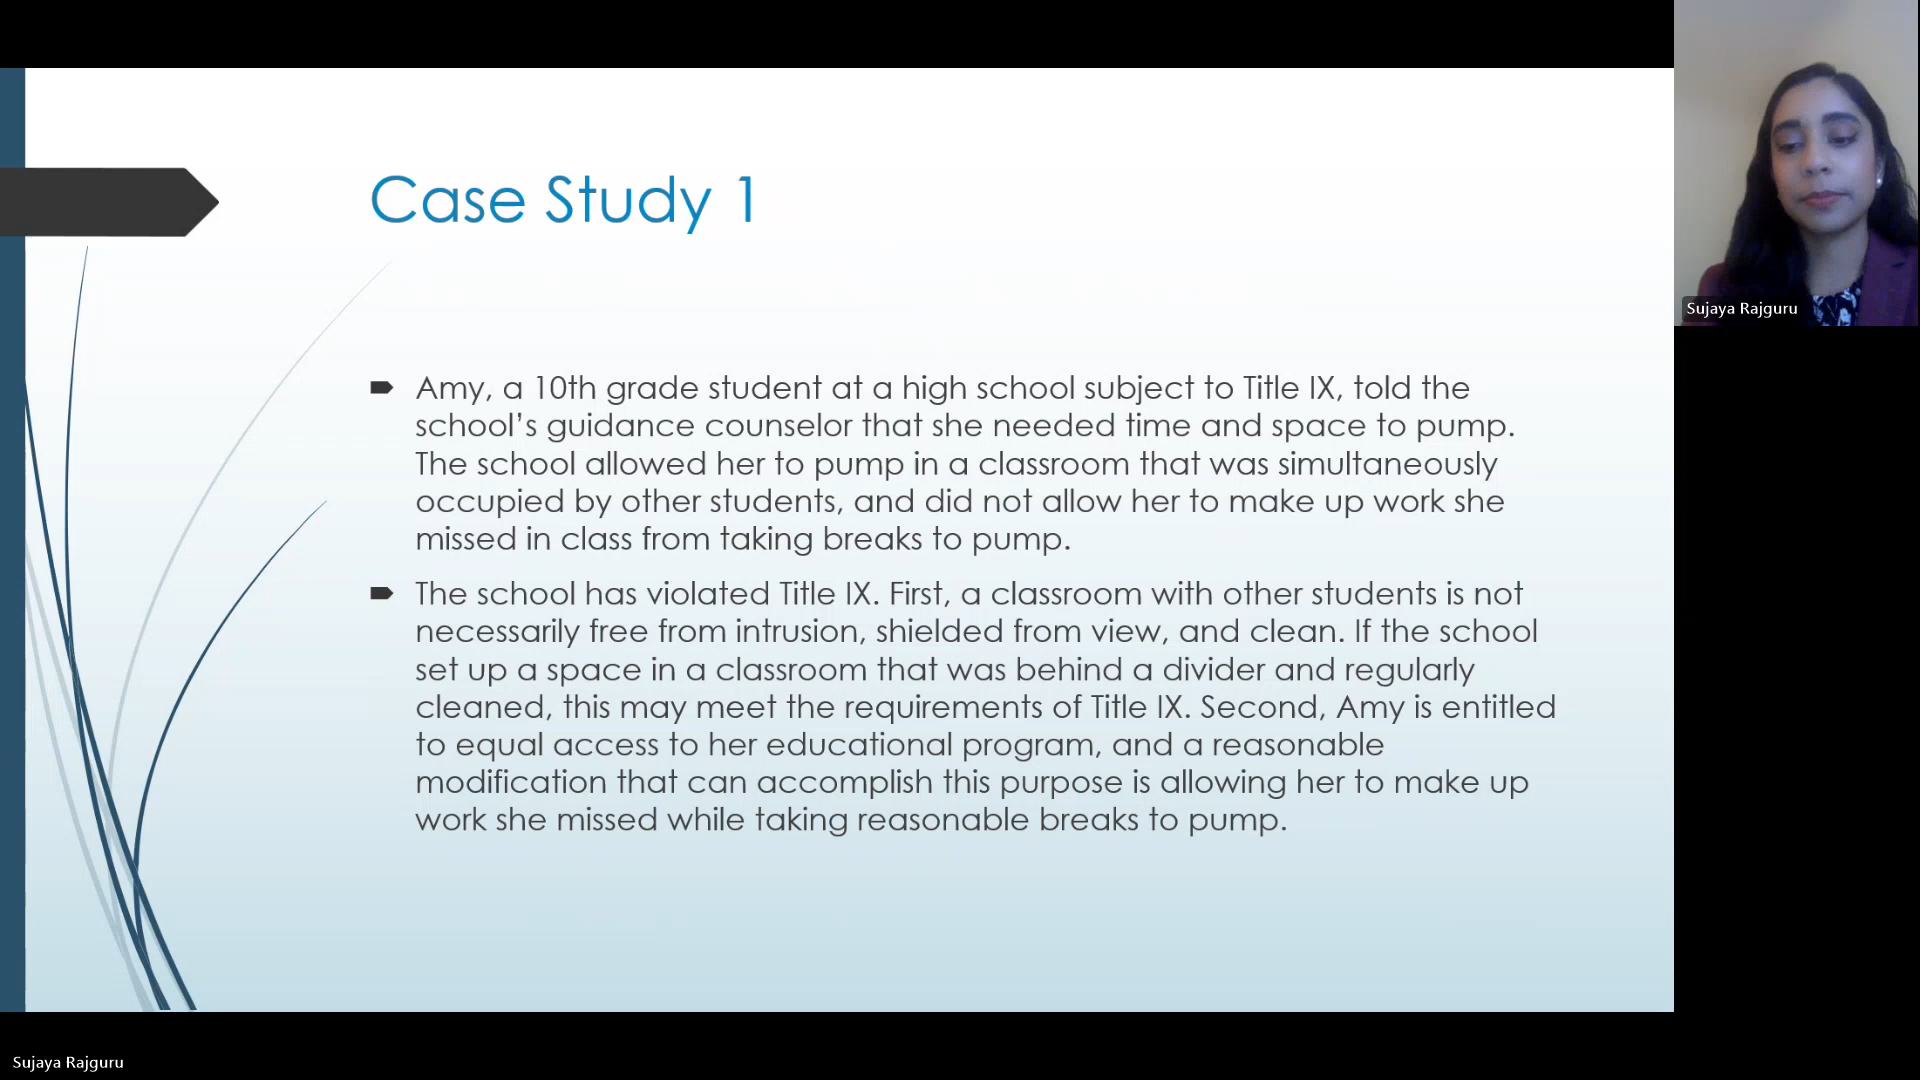 Case Study 1
Amy, a 10th grade student at a high school subject to Title IX, told the
school’s guidance counselor that she needed time and space to pump.
The school allowed her to pump in a classroom that was simultaneously
occupied by other students, and did not allow her to make up work she
missed in class from taking breaks to pump.
The school has violated Title IX. First, a classroom with other students is not
necessarily free from intrusion, shielded from view, and clean. If the school
set up a space in a classroom that was behind a divider and regularly
cleaned, this may meet the requirements of Title IX. Second, Amy is entitled
to equal access to her educational program, and a reasonable
modification that can accomplish this purpose is allowing her to make up
work she missed while taking reasonable breaks to pump.
Sujaya Rajguru
Sujaya Rajguru